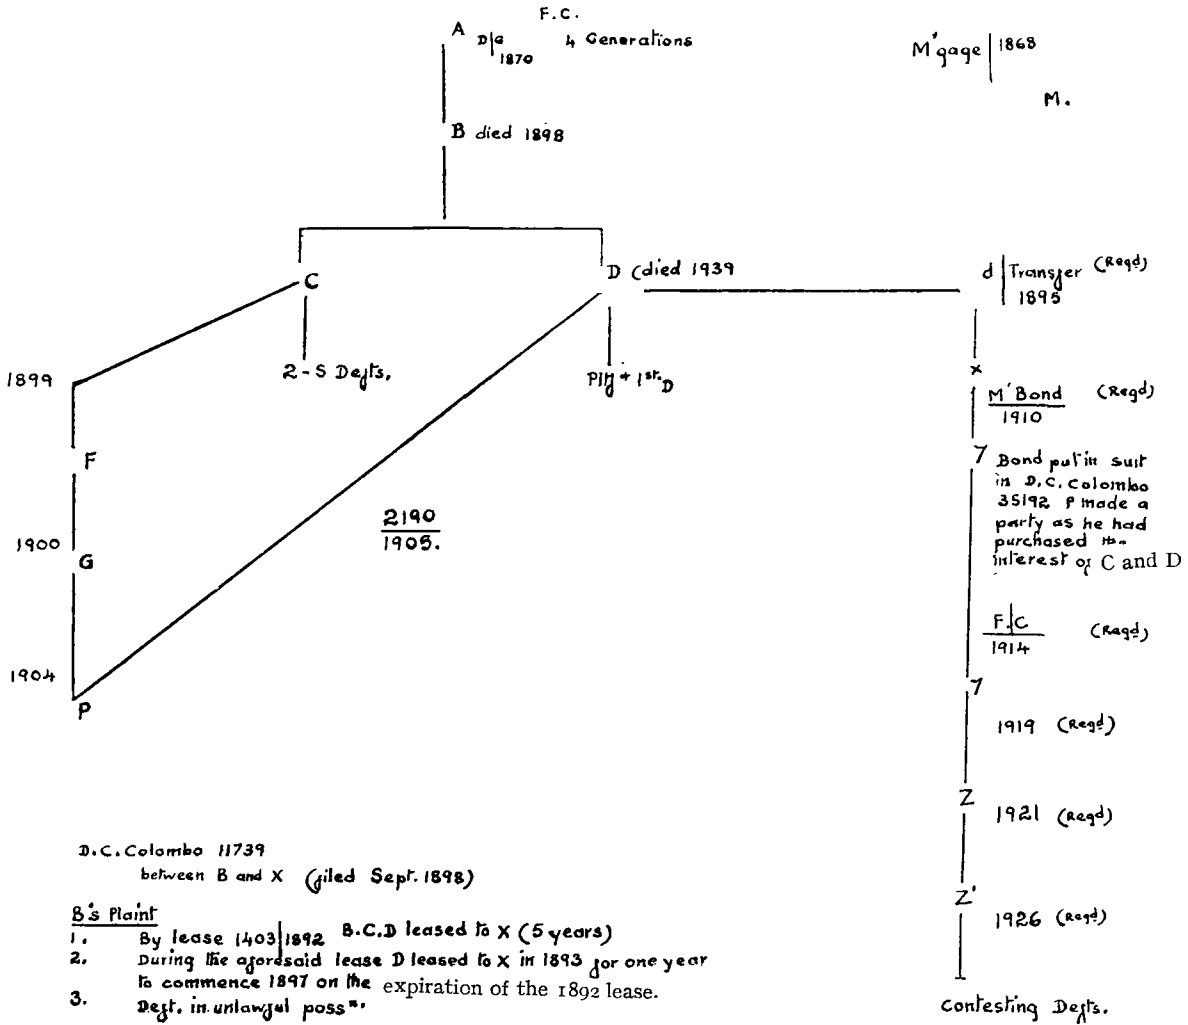 F.C.
A D/G 1870 4 Generations
M'gage | 1868
M.
B died 1898
C
D (died 1939
d | Transfer (Regd)
1895
1899
2-5 Defts.
Plff + 1st. D
x
M' Bond (Regd)
1910
F
Y Bond put in suit
in D.C. Colombo
35192 P made a
party as he had
purchased the
interest of C and D
2190
1905.
1900
G
F.C (Regd)
1914
1904
P
Y
1919 (Regd)
Z
1921 (Regd)
D.C. Colombo 11739
between B and X (filed Sept. 1898)
Z'
1926 (Regd)
B's Plaint
1. By lease 1403|1892 B.C.D leased to X (5 years)
2. During the aforesaid lease D leased to X in 1893 for one year
to commence 1897 on the expiration of the 1892 lease.
3. Deft. in unlawful possn.
Contesting Defts.